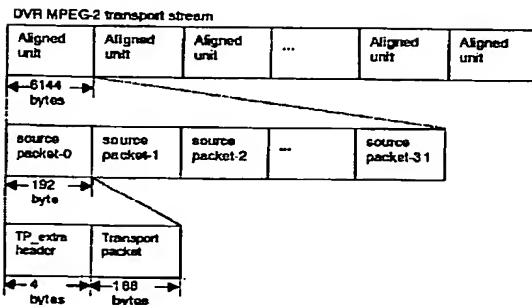 DVR MPEG-2 transport stream
Aligned unit
Aligned unit
Aligned unit
...
Aligned unit
Aligned unit
6144 bytes
source packet-0
source packet-1
source packet-2
...
source packet-31
192 byte
TP_extra header
Transport packet
4 bytes
188 bytes